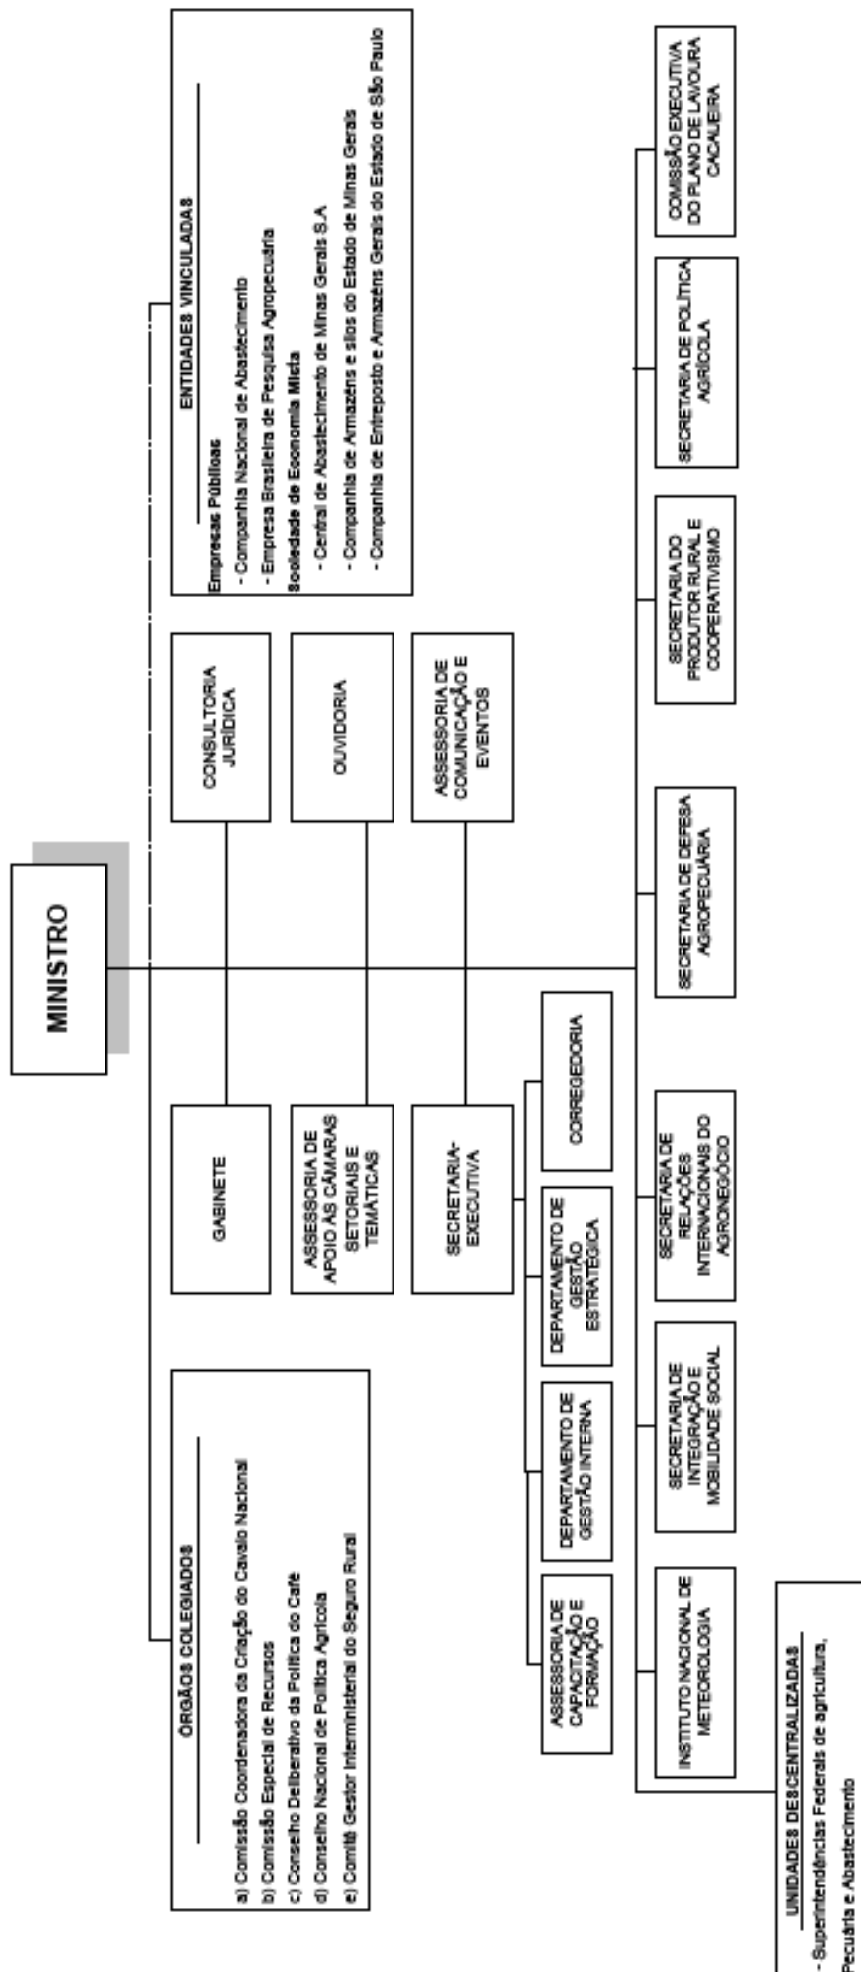 MINISTRO
ÓRGÃOS COLEGIADOS
a) Comissão Coordenadora da Criação do Cavalo Nacional
b) Comissão Especial de Recursos
c) Conselho Deliberativo da Política do Café
d) Conselho Nacional de Política Agrícola
e) Comitê Gestor Interministerial do Seguro Rural
GABINETE
CONSULTORIA
JURÍDICA
ENTIDADES VINCULADAS
Empresas Públicas
- Companhia Nacional de Abastecimento
- Empresa Brasileira de Pesquisa Agropecuária
Sociedade de Economia Mista
- Central de Abastecimento de Minas Gerais S.A
- Companhia de Armazéns e silos do Estado de Minas Gerais
- Companhia de Entreposto e Armazéns Gerais do Estado de São Paulo
ASSESSORIA DE
APOIO ÀS CÂMARAS
SETORIAIS E
TEMÁTICAS
OUVIDORIA
SECRETARIA-
EXECUTIVA
ASSESSORIA DE
COMUNICAÇÃO E
EVENTOS
ASSESSORIA DE
CAPACITAÇÃO E
FORMAÇÃO
DEPARTAMENTO DE
GESTÃO INTERNA
DEPARTAMENTO DE
GESTÃO
ESTRATÉGICA
CORREGEDORIA
INSTITUTO NACIONAL DE
METEOROLOGIA
SECRETARIA DE
INTEGRAÇÃO E
MOBILIDADE SOCIAL
SECRETARIA DE
RELAÇÕES
INTERNACIONAIS DO
AGRONEGÓCIO
SECRETARIA DE DEFESA
AGROPECUÁRIA
SECRETARIA DO
PRODUTOR RURAL E
COOPERATIVISMO
SECRETARIA DE POLÍTICA
AGRÍCOLA
COMISSÃO EXECUTIVA
DO PLANO DE LAVOURA
CACAUEIRA
UNIDADES DESCENTRALIZADAS
- Superintendências Federais de agricultura,
Pecuária e Abastecimento